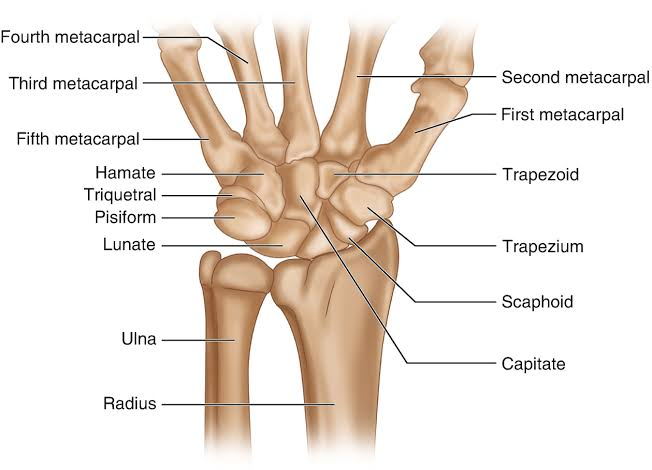 Fourth metacarpal
Third metacarpal
Fifth metacarpal
Hamate
Triquetral
Pisiform
Lunate
Ulna
Radius
Second metacarpal
First metacarpal
Trapezoid
Trapezium
Scaphoid
Capitate